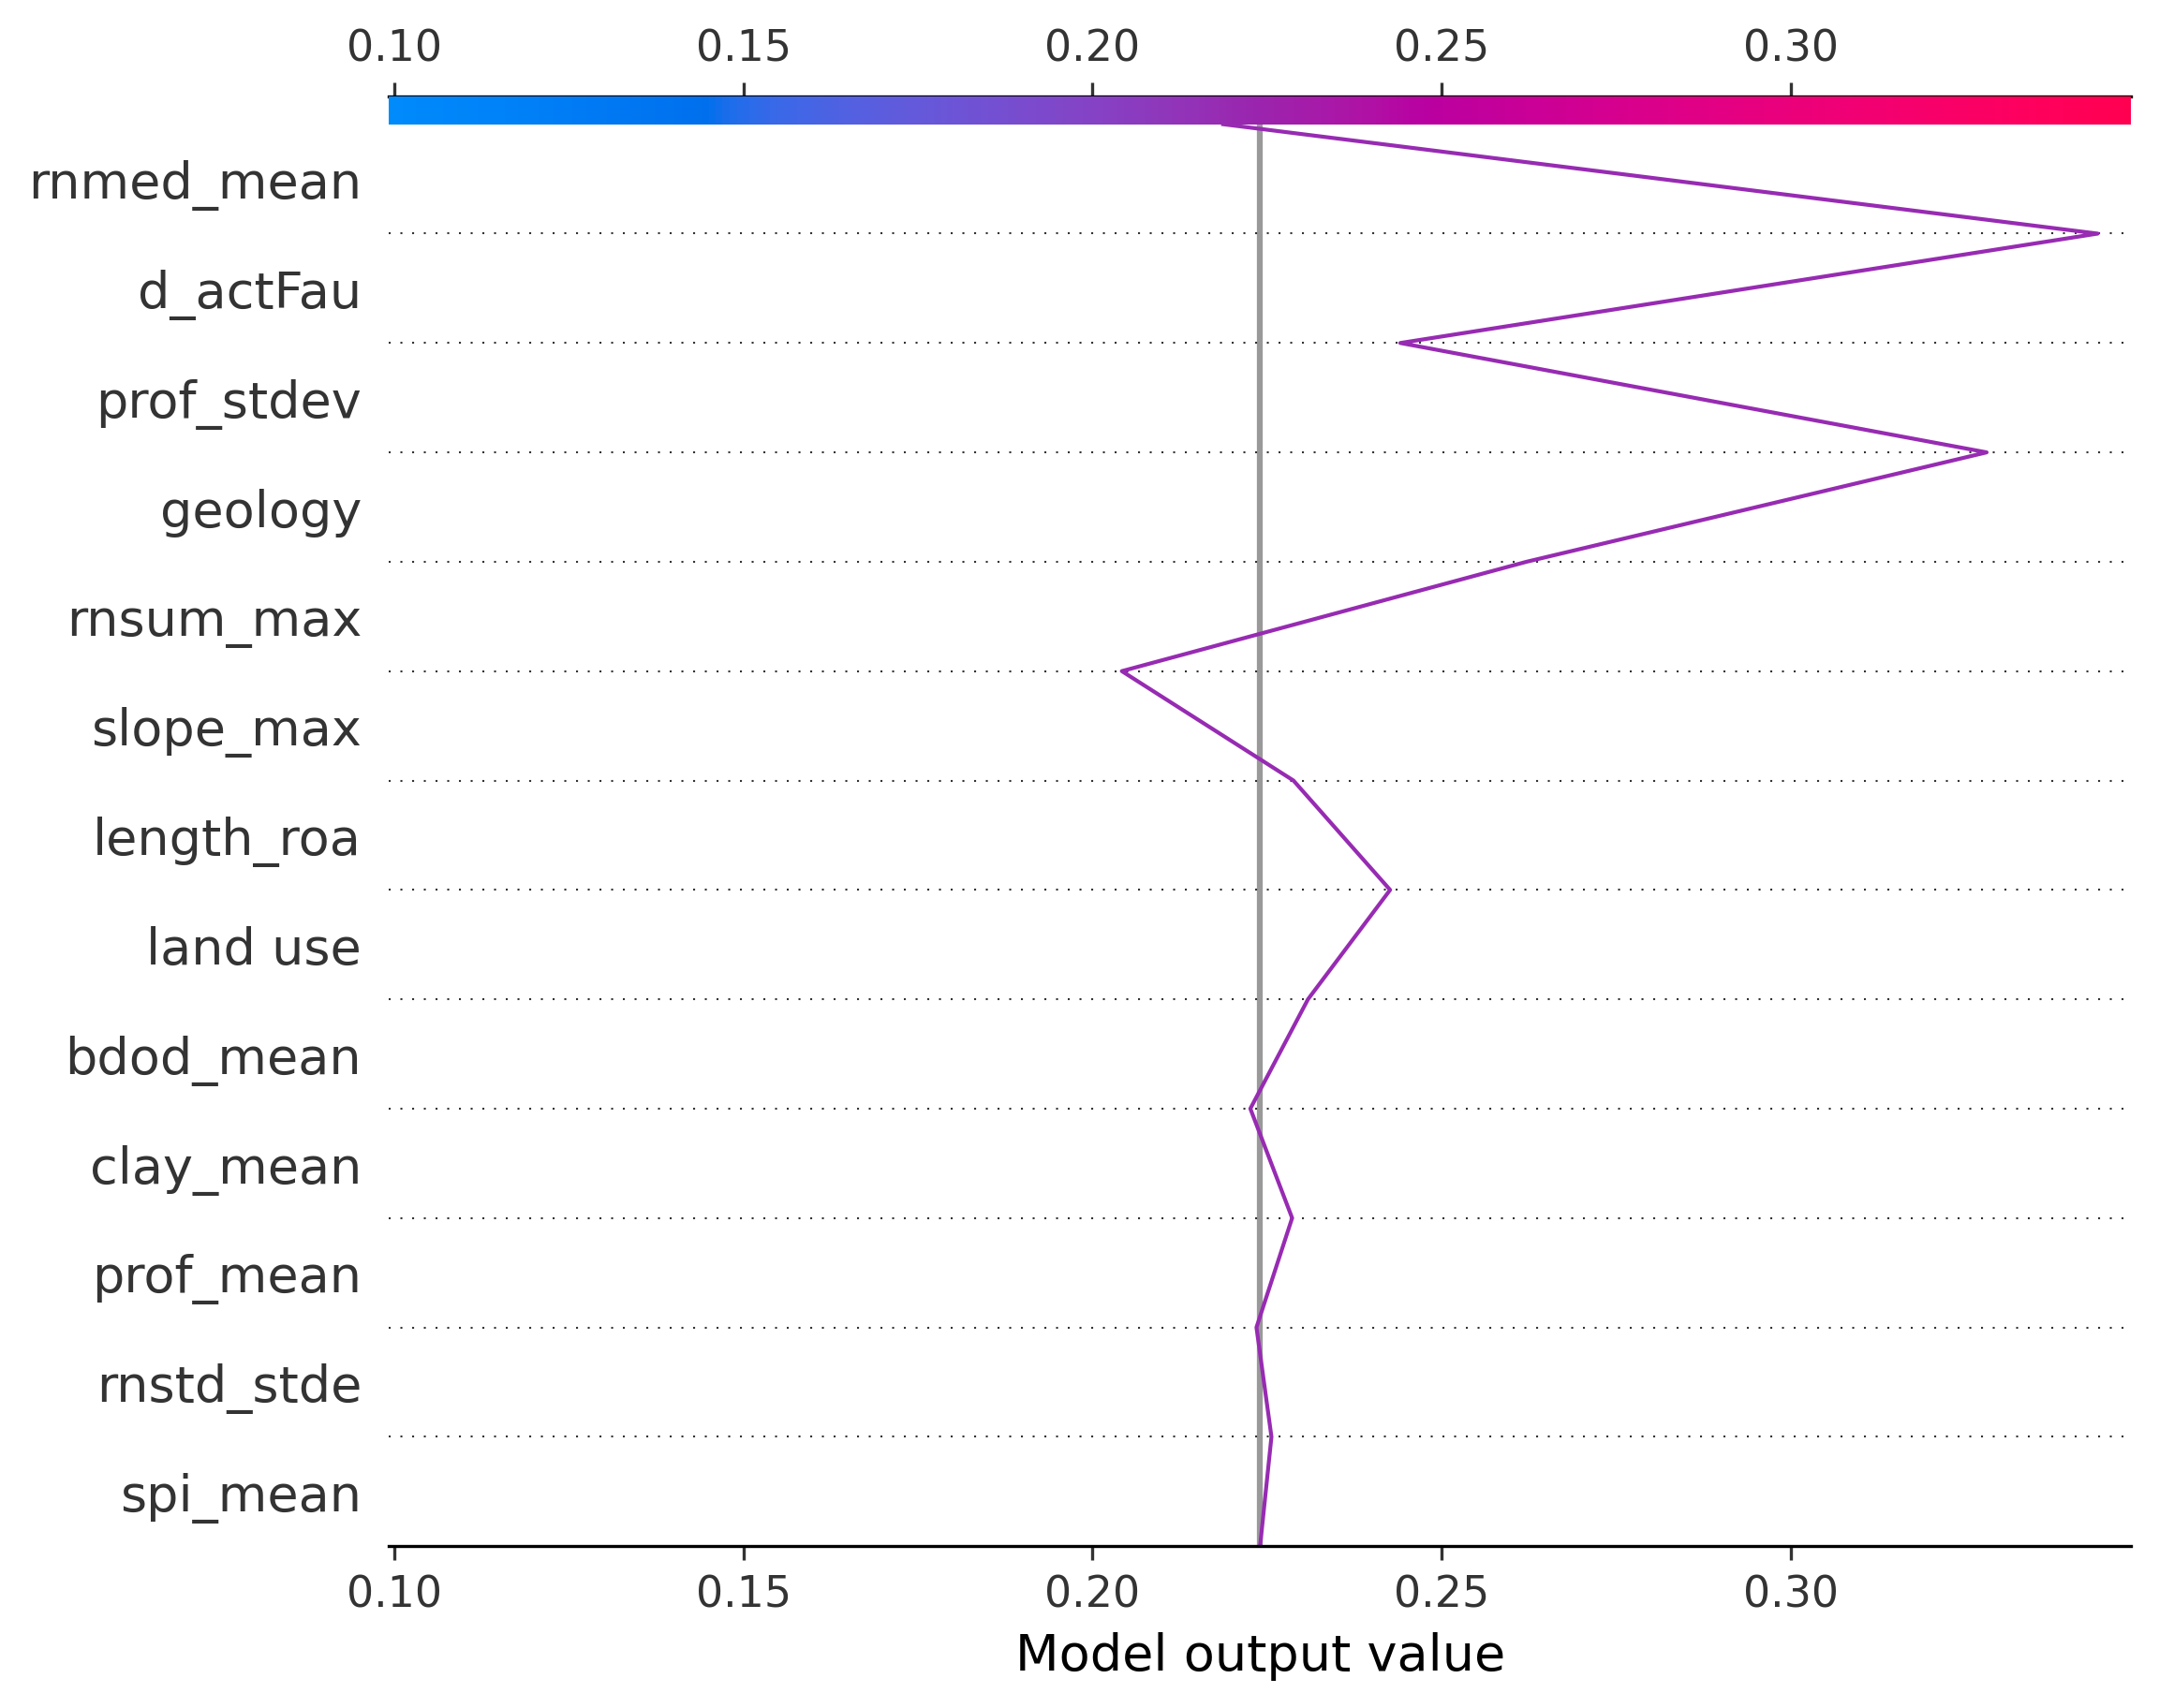 0.10 0.15 0.20 0.25 0.30
rnmed_mean
d_actFau
prof_stdev
geology
rnsum_max
slope_max
length_roa
land use
bdod_mean
clay_mean
prof_mean
rnstd_stde
spi_mean
0.10 0.15 0.20 0.25 0.30
Model output value